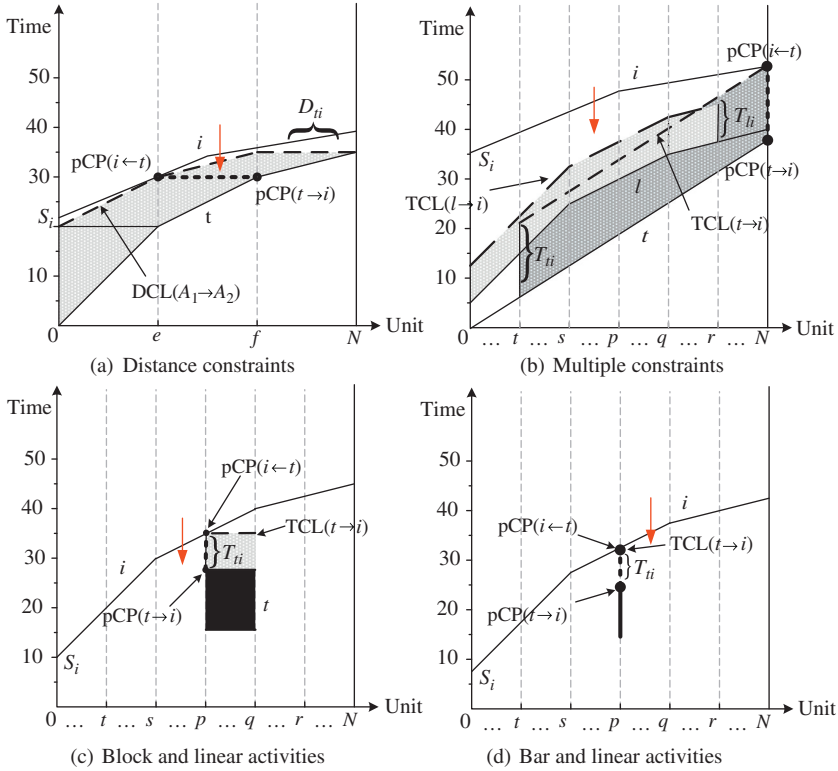 Time
50
40
30
S_i
10
0
e
f
N
Unit
pCP(i←t)
i
D_ti
pCP(t→i)
t
DCL(A_1→A_2)
(a) Distance constraints
Time
50
40
30
20
10
0
… t … s … p … q … r … N
Unit
S_i
i
pCP(i←t)
T_li
pCP(t→i)
TCL(l→i)
l
TCL(t→i)
t
T_ti
(b) Multiple constraints
Time
50
40
30
20
10
0
… t … s … p … q … r … N
Unit
S_i
i
pCP(i←t)
TCL(t→i)
T_ti
pCP(t→i)
t
(c) Block and linear activities
Time
50
40
30
20
10
0
… t … s … p … q … r … N
Unit
S_i
i
pCP(i←t)
TCL(t→i)
T_ti
pCP(t→i)
(d) Bar and linear activities